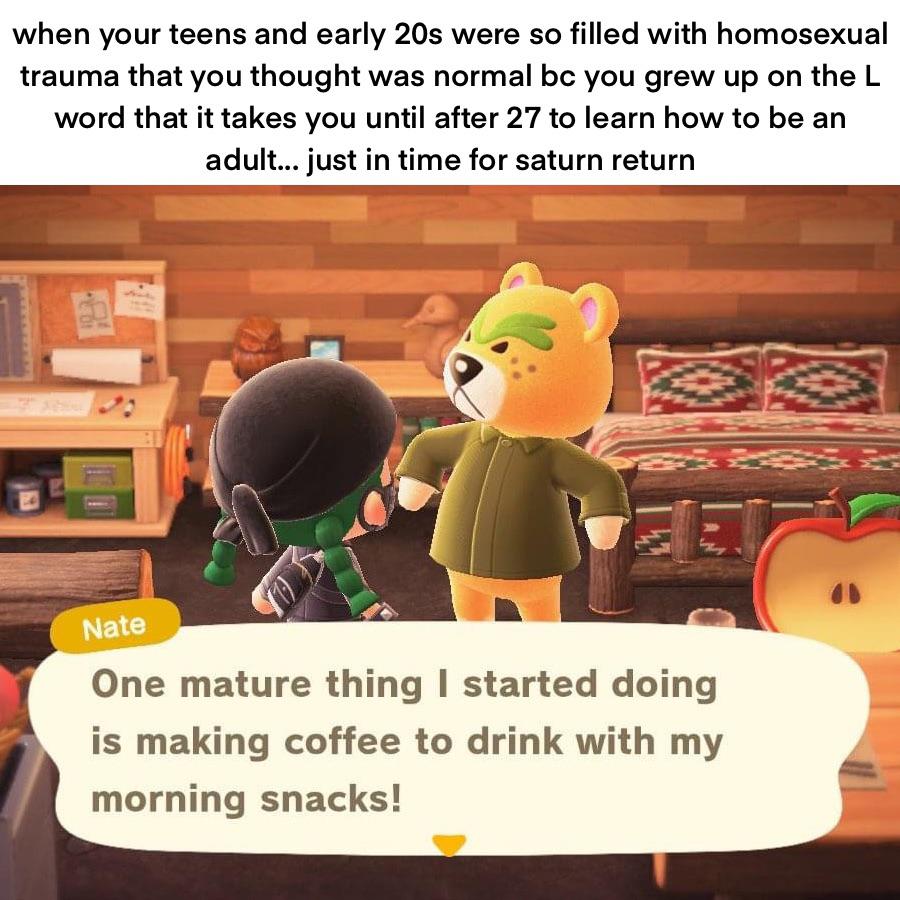 when your teens and early 20s were so filled with homosexual
trauma that you thought was normal bc you grew up on the L
word that it takes you until after 27 to learn how to be an
adult... just in time for saturn return
Nate
One mature thing I started doing
is making coffee to drink with my
morning snacks!